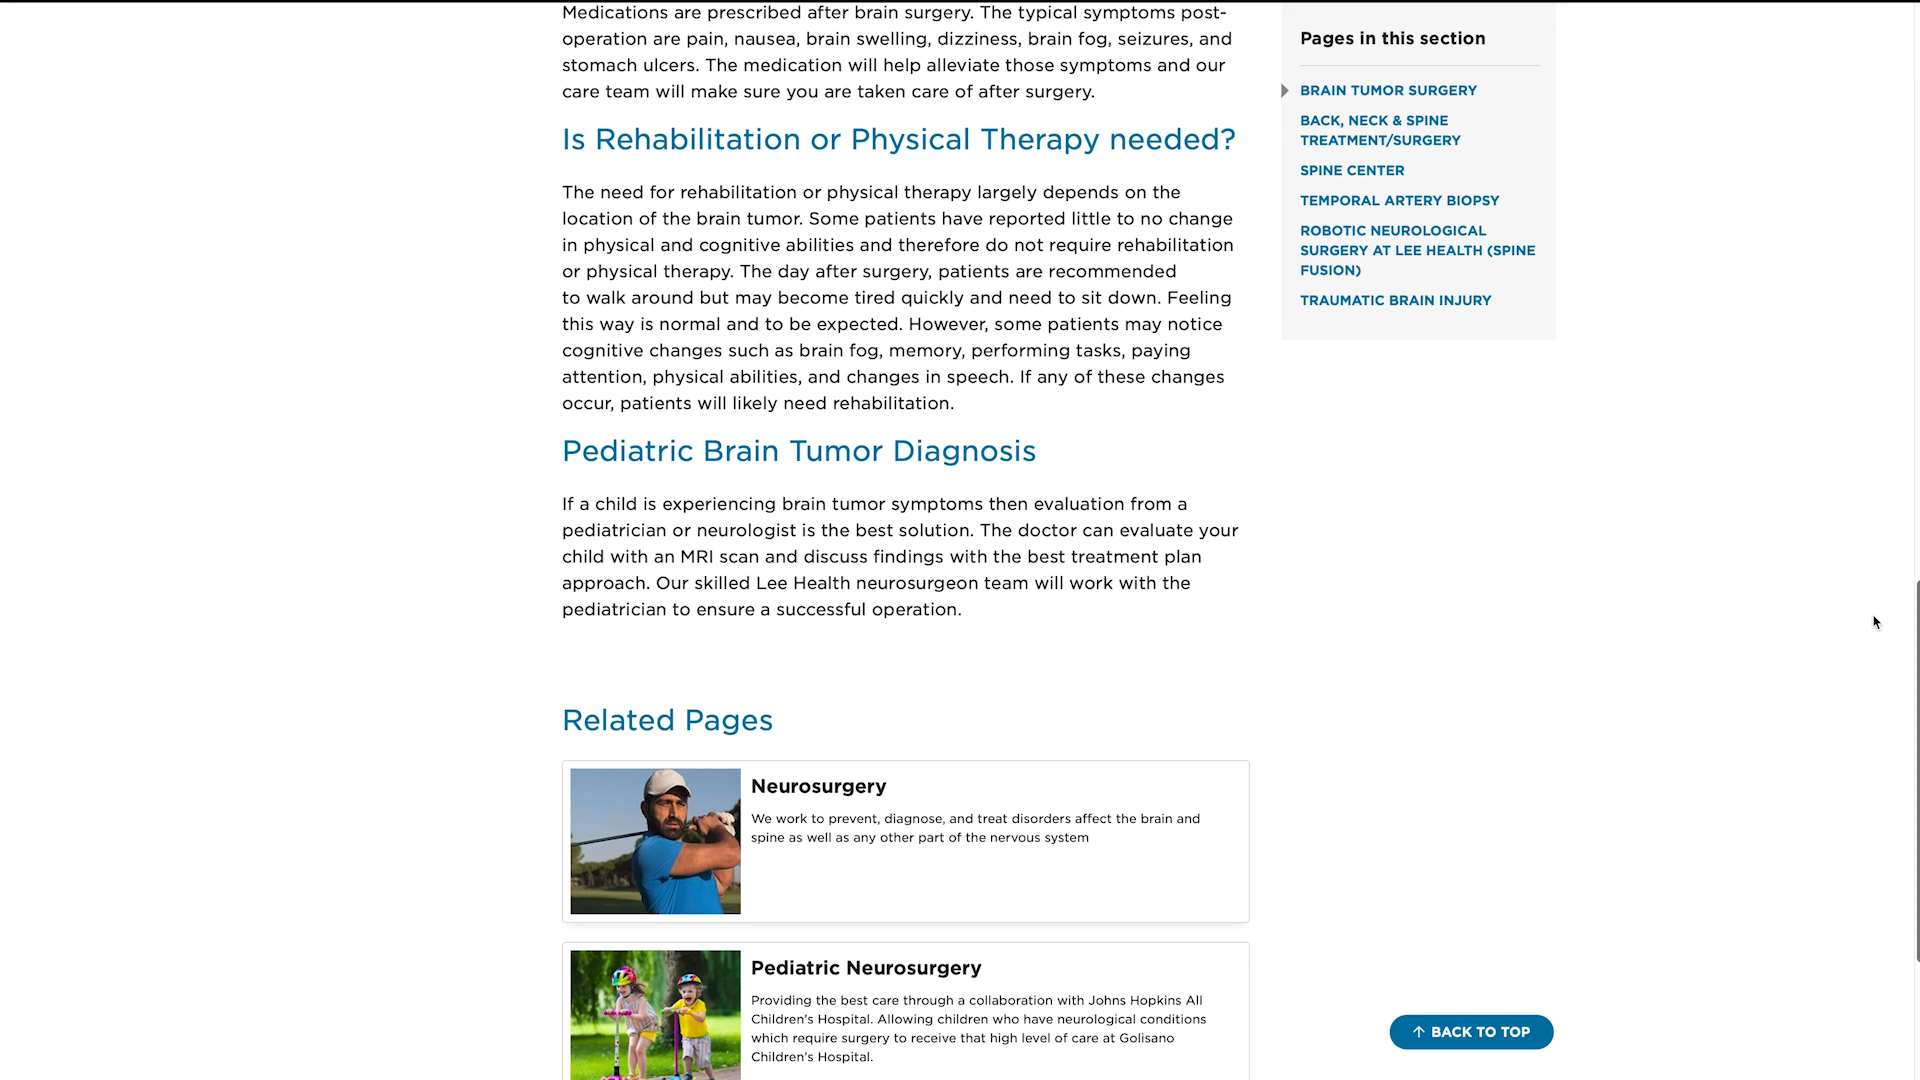 Medications are prescribed after brain surgery. The typical symptoms post-
operation are pain, nausea, brain swelling, dizziness, brain fog, seizures, and
stomach ulcers. The medication will help alleviate those symptoms and our
care team will make sure you are taken care of after surgery.
Is Rehabilitation or Physical Therapy needed?
The need for rehabilitation or physical therapy largely depends on the
location of the brain tumor. Some patients have reported little to no change
in physical and cognitive abilities and therefore do not require rehabilitation
or physical therapy. The day after surgery, patients are recommended
to walk around but may become tired quickly and need to sit down. Feeling
this way is normal and to be expected. However, some patients may notice
cognitive changes such as brain fog, memory, performing tasks, paying
attention, physical abilities, and changes in speech. If any of these changes
occur, patients will likely need rehabilitation.
Pediatric Brain Tumor Diagnosis
If a child is experiencing brain tumor symptoms then evaluation from a
pediatrician or neurologist is the best solution. The doctor can evaluate your
child with an MRI scan and discuss findings with the best treatment plan
approach. Our skilled Lee Health neurosurgeon team will work with the
pediatrician to ensure a successful operation.
Related Pages
Neurosurgery
We work to prevent, diagnose, and treat disorders affect the brain and
spine as well as any other part of the nervous system
Pediatric Neurosurgery
Providing the best care through a collaboration with Johns Hopkins All
Children's Hospital. Allowing children who have neurological conditions
which require surgery to receive that high level of care at Golisano
Children's Hospital.
Pages in this section
BRAIN TUMOR SURGERY
BACK, NECK & SPINE
TREATMENT/SURGERY
SPINE CENTER
TEMPORAL ARTERY BIOPSY
ROBOTIC NEUROLOGICAL
SURGERY AT LEE HEALTH (SPINE
FUSION)
TRAUMATIC BRAIN INJURY
↑ BACK TO TOP